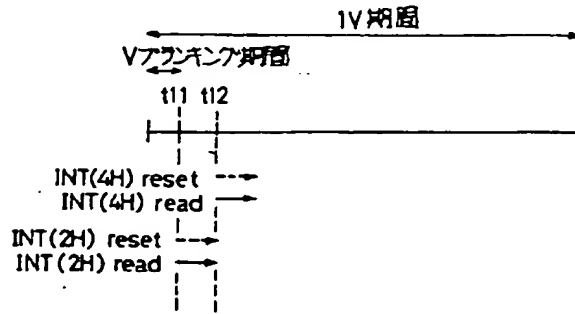 1V期間
Vブランキング期間
t11 t12
INT(4H) reset
INT(4H) read
INT(2H) reset
INT(2H) read